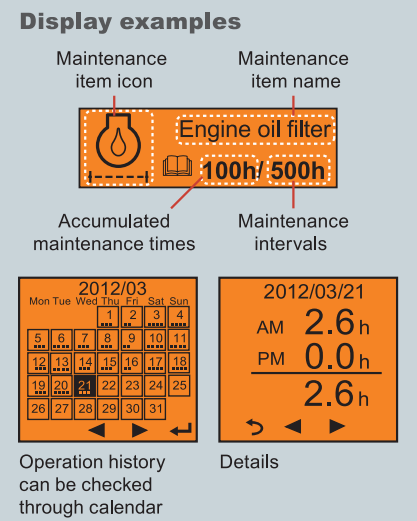 Display examples
Maintenance
item icon
Maintenance
item name
Engine oil filter
100h/ 500h
Accumulated
maintenance times
Maintenance
intervals
2012/03
Mon Tue Wed Thu Fri Sat Sun
1 2 3 4
5 6 7 8 9 10 11
12 13 14 15 16 17 18
19 20 21 22 23 24 25
26 27 28 29 30 31
Operation history
can be checked
through calendar
2012/03/21
AM 2.6 h
PM 0.0 h
2.6 h
Details